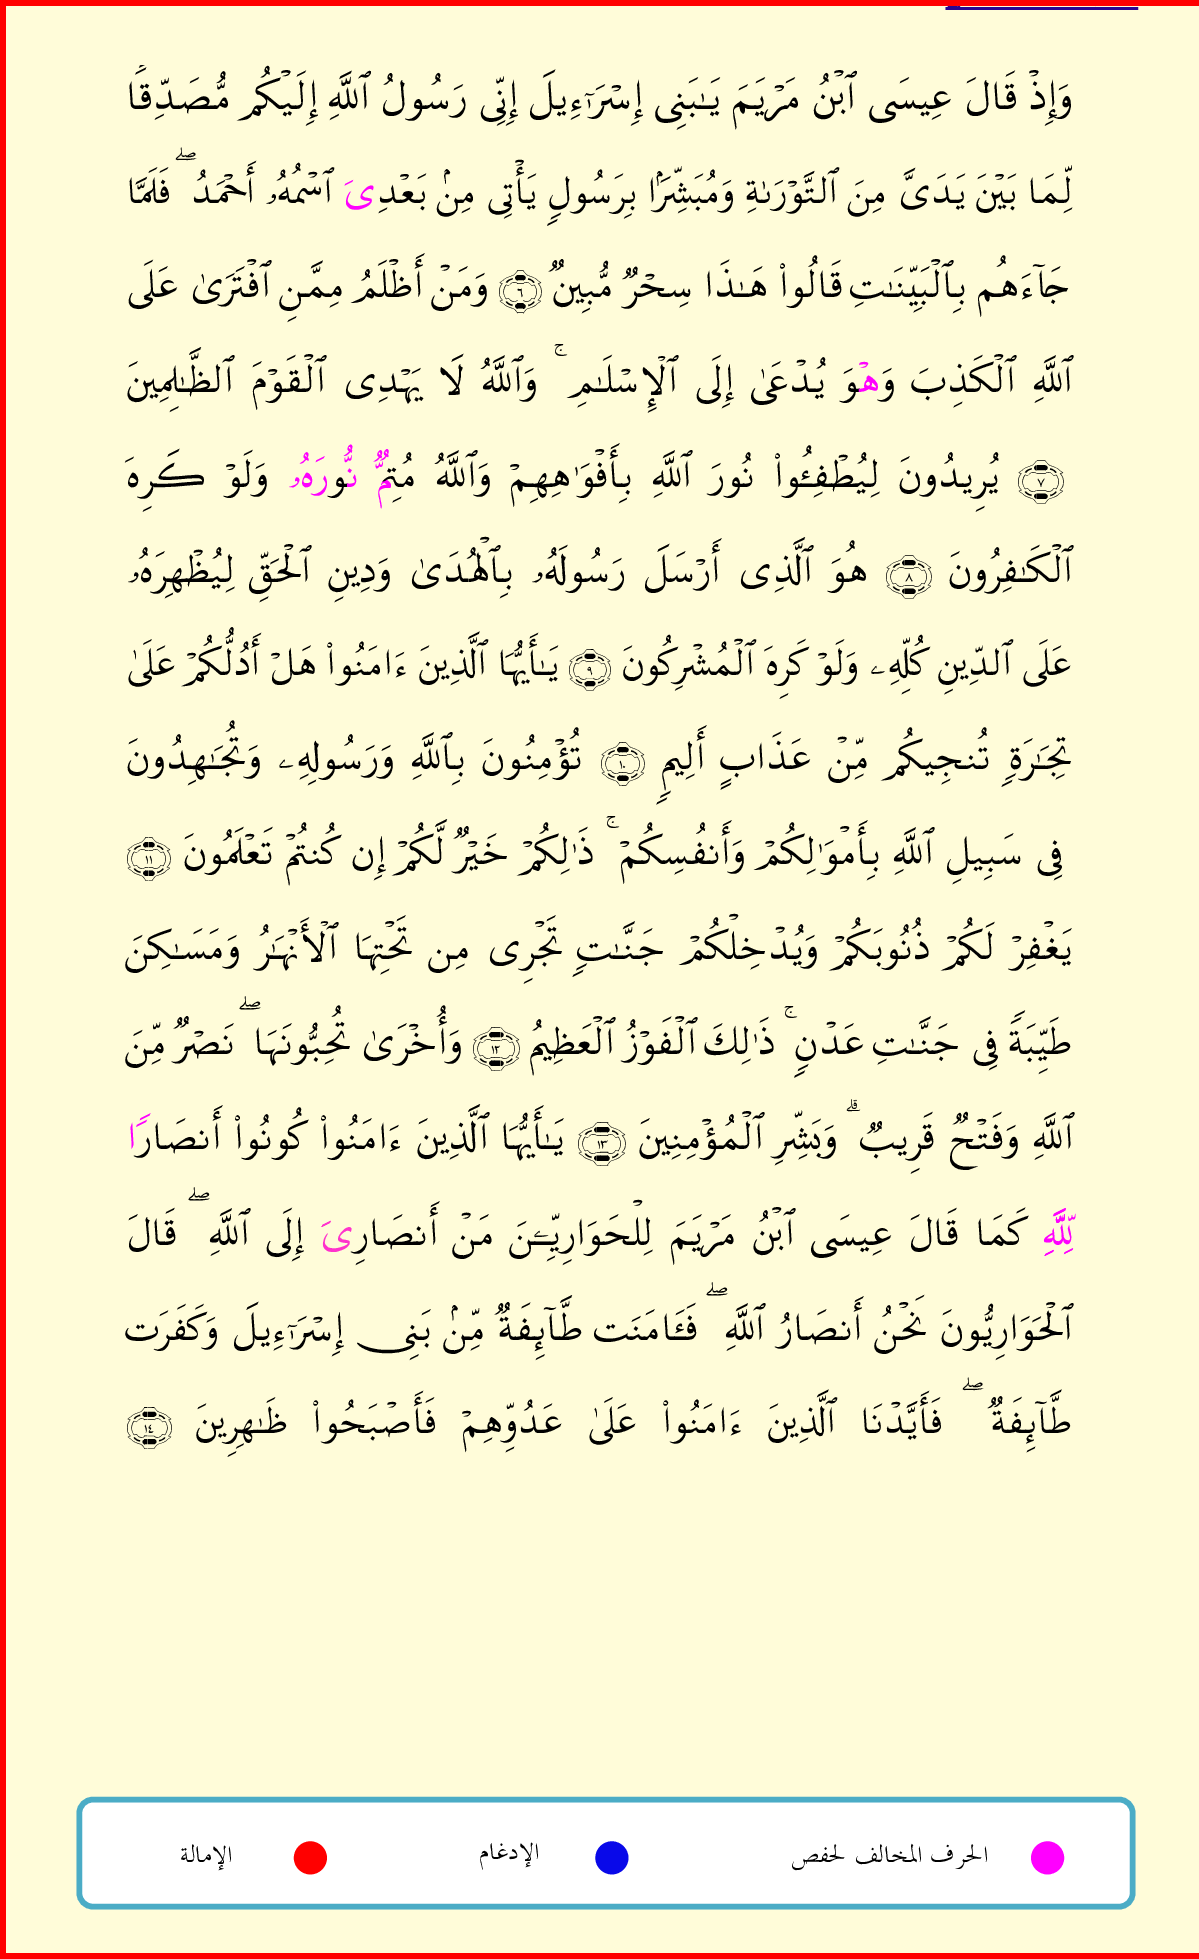 وَإِذۡ قَالَ عِيسَى ٱبۡنُ مَرۡيَمَ يَٰبَنِيٓ إِسۡرَٰٓءِيلَ إِنِّي رَسُولُ ٱللَّهِ إِلَيۡكُم مُّصَدِّقٗا
لِّمَا بَيۡنَ يَدَيَّ مِنَ ٱلتَّوۡرَىٰةِ وَمُبَشِّرَۢا بِرَسُولٖ يَأۡتِي مِنۢ بَعۡدِيَ ٱسۡمُهُۥ أَحۡمَدُۖ فَلَمَّا
جَآءَهُم بِٱلۡبَيِّنَٰتِ قَالُواْ هَٰذَا سِحۡرٞ مُّبِينٞ ٦ وَمَنۡ أَظۡلَمُ مِمَّنِ ٱفۡتَرَىٰ عَلَى
ٱللَّهِ ٱلۡكَذِبَ وَهۡوَ يُدۡعَىٰ إِلَى ٱلۡإِسۡلَٰمِۚ وَٱللَّهُ لَا يَهۡدِي ٱلۡقَوۡمَ ٱلظَّٰلِمِينَ
٧ يُرِيدُونَ لِيُطۡفِـُٔواْ نُورَ ٱللَّهِ بِأَفۡوَٰهِهِمۡ وَٱللَّهُ مُتِمّٞ نُّورَهُۥ وَلَوۡ كَرِهَ
ٱلۡكَٰفِرُونَ ٨ هُوَ ٱلَّذِي أَرۡسَلَ رَسُولَهُۥ بِٱلۡهُدَىٰ وَدِينِ ٱلۡحَقِّ لِيُظۡهِرَهُۥ
عَلَى ٱلدِّينِ كُلِّهِۦ وَلَوۡ كَرِهَ ٱلۡمُشۡرِكُونَ ٩ يَٰأَيُّهَا ٱلَّذِينَ ءَامَنُواْ هَلۡ أَدُلُّكُمۡ عَلَىٰ
تِجَٰرَةٖ تُنجِيكُم مِّنۡ عَذَابٍ أَلِيمٖ ١٠ تُؤۡمِنُونَ بِٱللَّهِ وَرَسُولِهِۦ وَتُجَٰهِدُونَ
فِي سَبِيلِ ٱللَّهِ بِأَمۡوَٰلِكُمۡ وَأَنفُسِكُمۡۚ ذَٰلِكُمۡ خَيۡرٞ لَّكُمۡ إِن كُنتُمۡ تَعۡلَمُونَ ١١
يَغۡفِرۡ لَكُمۡ ذُنُوبَكُمۡ وَيُدۡخِلۡكُمۡ جَنَّٰتٖ تَجۡرِي مِن تَحۡتِهَا ٱلۡأَنۡهَٰرُ وَمَسَٰكِنَ
طَيِّبَةٗ فِي جَنَّٰتِ عَدۡنٖۚ ذَٰلِكَ ٱلۡفَوۡزُ ٱلۡعَظِيمُ ١٢ وَأُخۡرَىٰ تُحِبُّونَهَاۖ نَصۡرٞ مِّنَ
ٱللَّهِ وَفَتۡحٞ قَرِيبٞۗ وَبَشِّرِ ٱلۡمُؤۡمِنِينَ ١٣ يَٰأَيُّهَا ٱلَّذِينَ ءَامَنُواْ كُونُواْ أَنصَارٗا
لِّلَّهِ كَمَا قَالَ عِيسَى ٱبۡنُ مَرۡيَمَ لِلۡحَوَارِيِّـۧنَ مَنۡ أَنصَارِيَ إِلَى ٱللَّهِۖ قَالَ
ٱلۡحَوَارِيُّونَ نَحۡنُ أَنصَارُ ٱللَّهِۖ فَـَٔامَنَت طَّآئِفَةٞ مِّنۢ بَنِي إِسۡرَٰٓءِيلَ وَكَفَرَت
طَّآئِفَةٞۖ فَأَيَّدۡنَا ٱلَّذِينَ ءَامَنُواْ عَلَىٰ عَدُوِّهِمۡ فَأَصۡبَحُواْ ظَٰهِرِينَ ١٤
الحرف المخالف لحفص الإدغام الإمالة